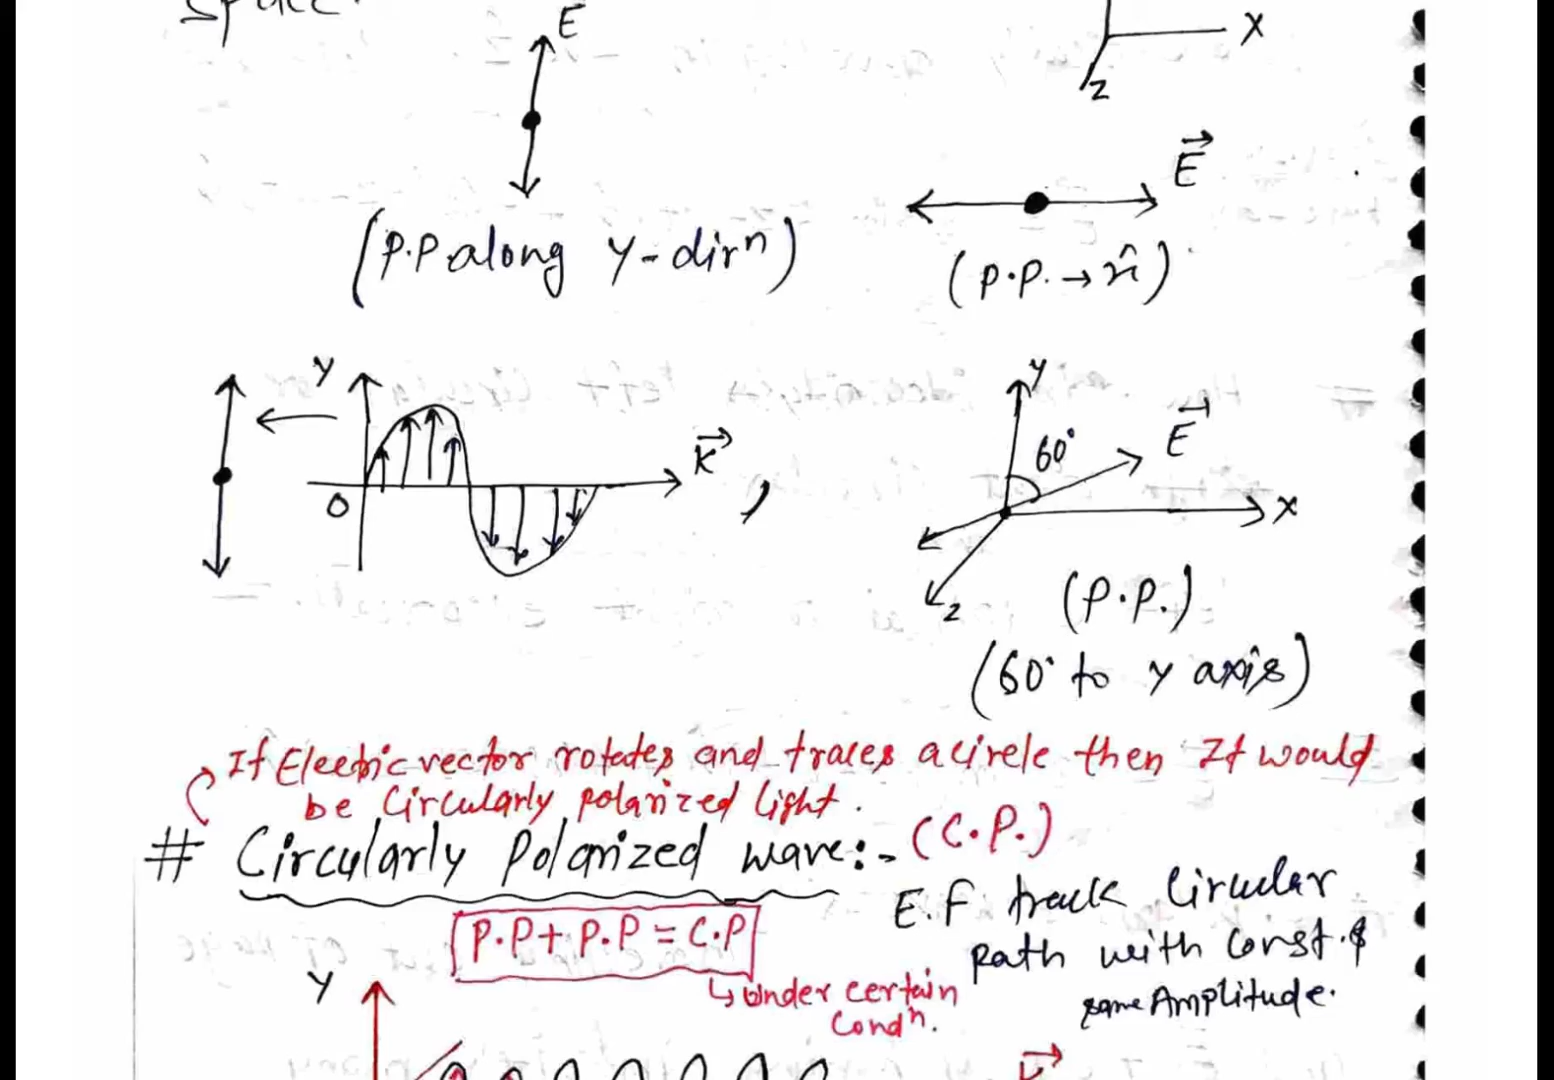 space.
E
X
Z
E
(P.P along Y-dirⁿ)
(P.P. → x̂)
Y
K
O
,
y
60°
E
X
Z
(P.P.)
(60° to y axis)
If Electric vector rotates and traces a circle then It would
be Circularly polarized light.
# Circularly Polarized wave:- (C.P.)
E.F track Circular
path with const. &
same Amplitude.
P.P + P.P = C.P
↳ Under certain
Condⁿ.
Y
K